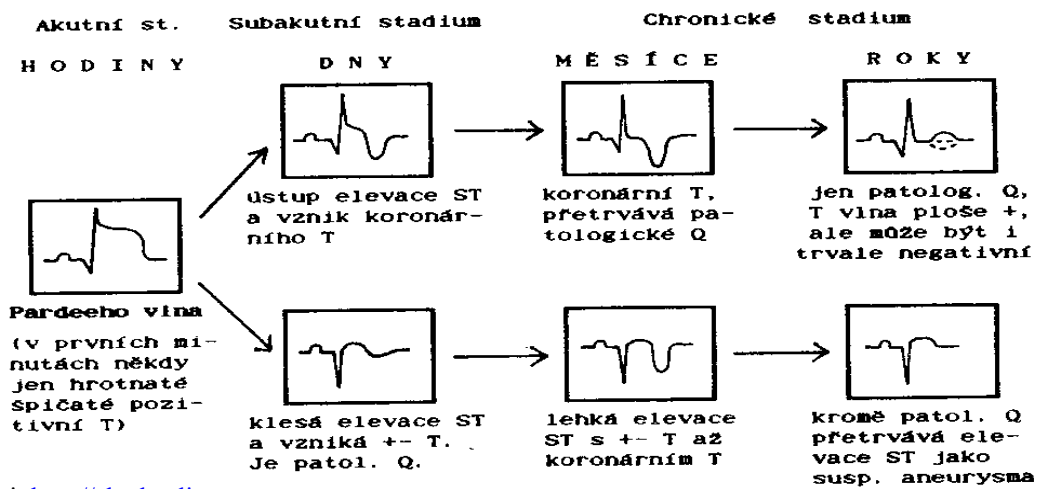 Akutní st. Subakutní stadium Chronické stadium
H O D I N Y D N Y M Ě S Í C E R O K Y
ústup elevace ST
a vznik koronár-
ního T
koronární T,
přetrvává pa-
tologické Q
jen patolog. Q,
T vlna ploše +,
ale může být i
trvale negativní
Pardeeho vlna
(v prvních mi-
nutách někdy
jen hrotnaté
špičaté pozi-
tivní T)
klesá elevace ST
a vzniká +- T.
Je patol. Q.
lehká elevace
ST s +- T až
koronárním T
kromě patol. Q
přetrvává ele-
vace ST jako
susp. aneurysma